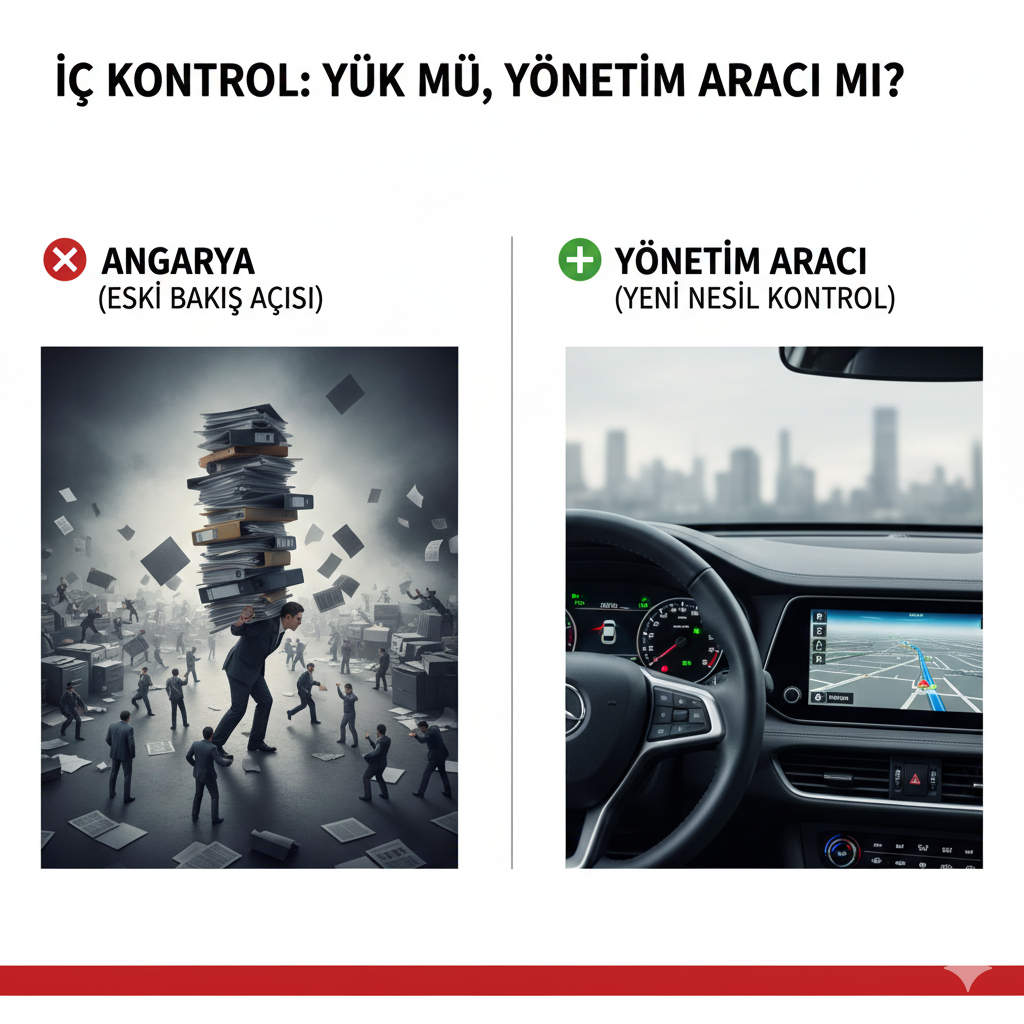 İÇ KONTROL: YÜK MÜ, YÖNETİM ARACI MI?
ANGARYA
(ESKİ BAKIŞ AÇISI)
YÖNETİM ARACI
(YENİ NESİL KONTROL)